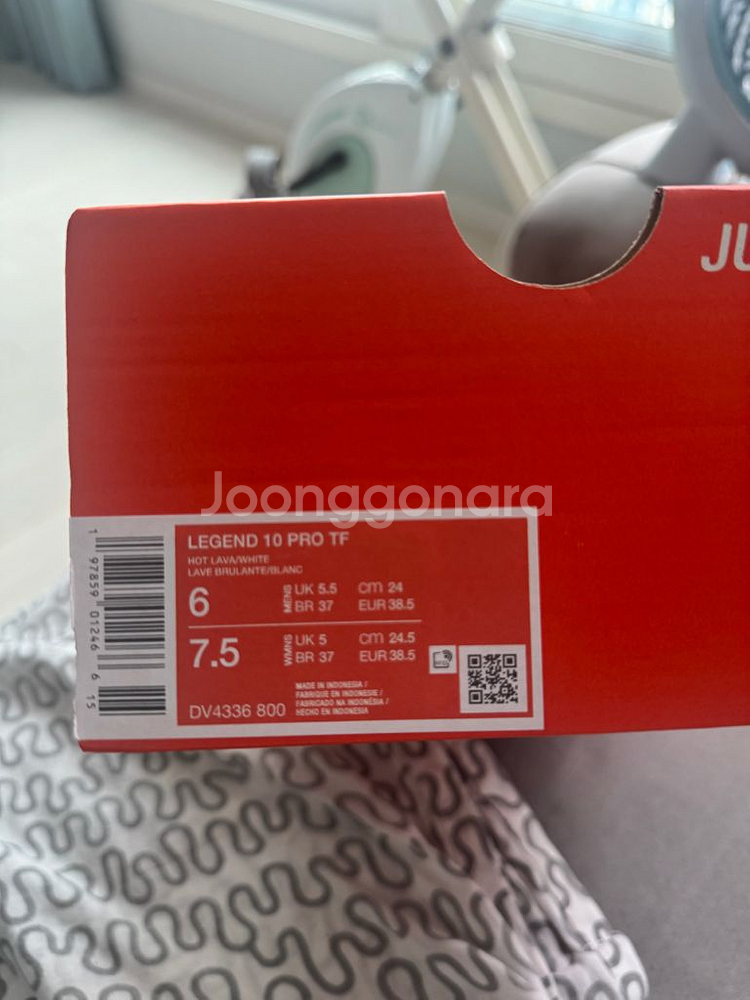 JU
Joonggonara
LEGEND 10 PRO TF
HOT LAVA/WHITE
LAVE BRULANTE/BLANC
6 MENS UK 5.5 cm 24
BR 37 EUR 38.5
7.5 WMNS UK 5 cm 24.5
BR 37 EUR 38.5
DV4336 800
MADE IN INDONESIA /
FABRIQUE EN INDONESIE /
FABRICADO NA INDONÉSIA /
HECHO EN INDONESIA
1 97859 01246 6 15